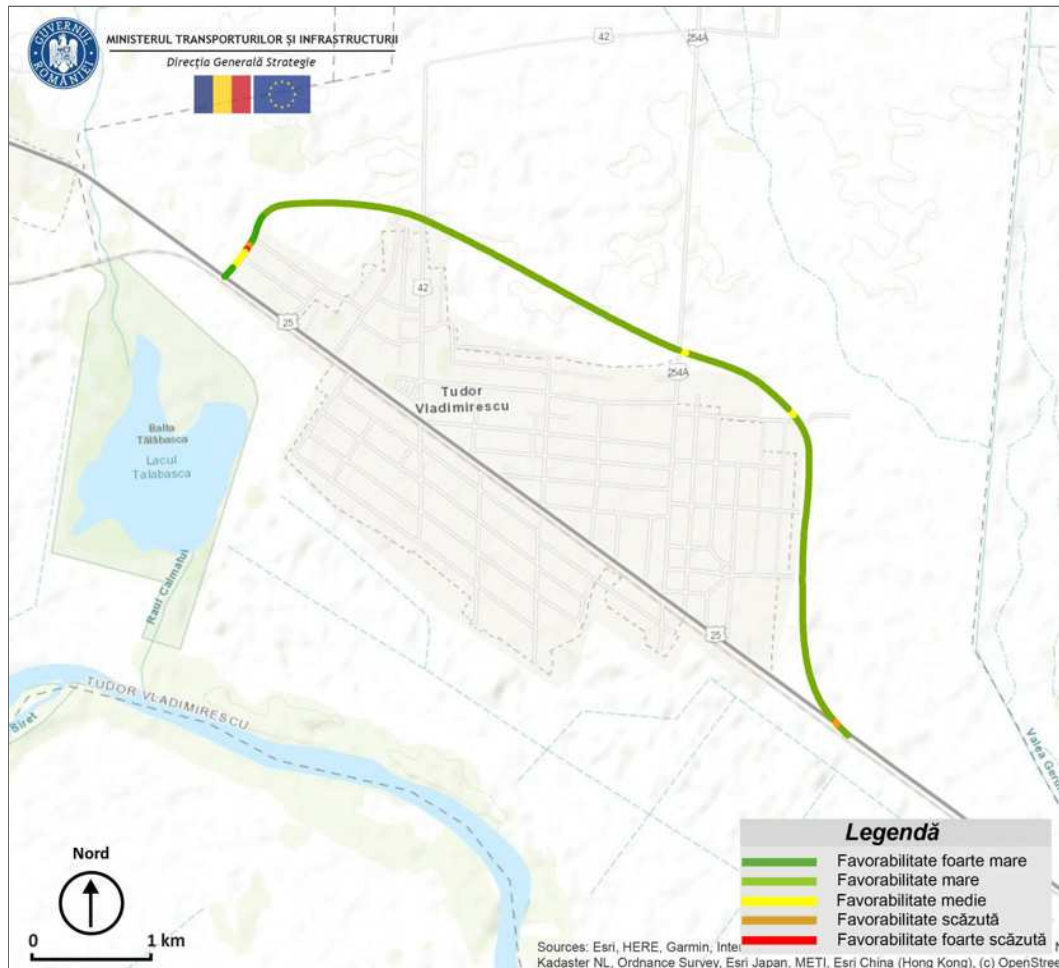 GUVERNUL ROMÂNIEI
MINISTERUL TRANSPORTURILOR ȘI INFRASTRUCTURII
Direcția Generală Strategie
42
254A
25
42
254A
Tudor
Vladimirescu
Balta
Tălăbasca
Lacul
Talabasca
Raul Calmatui
25
TUDOR VLADIMIRESCU
Siret
Nord
0 1 km
Legendă
Favorabilitate foarte mare
Favorabilitate mare
Favorabilitate medie
Favorabilitate scăzută
Favorabilitate foarte scăzută
Sources: Esri, HERE, Garmin,
Kadaster NL, Ordnance Survey, Esri Japan, METI, Esri China (Hong Kong), (c)